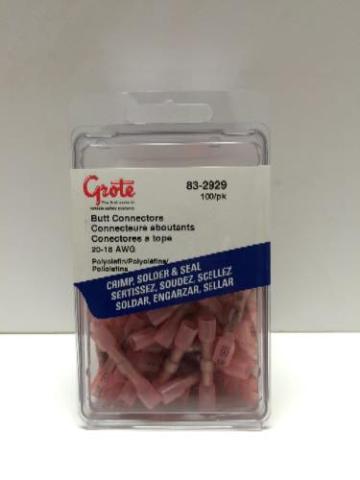 Grote
83-2929
100/pk
Butt Connectors
Connecteurs aboutants
Conectores a tope
20-18 AWG
Polyolefin/Polyoléfine/
Poliolefina
CRIMP, SOLDER & SEAL
SERTISSEZ, SOUDEZ, SCELLEZ
SOLDAR, ENGARZAR, SELLAR